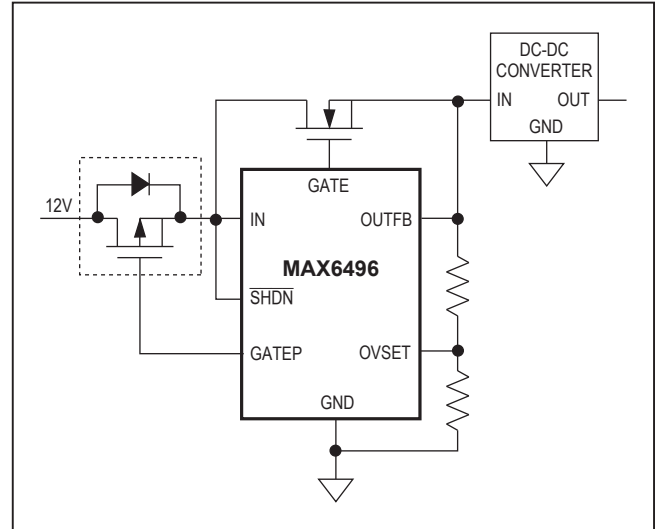 DC-DC
CONVERTER
IN OUT
GND
GATE
12V
IN OUTFB
MAX6496
SHDN
GATEP OVSET
GND